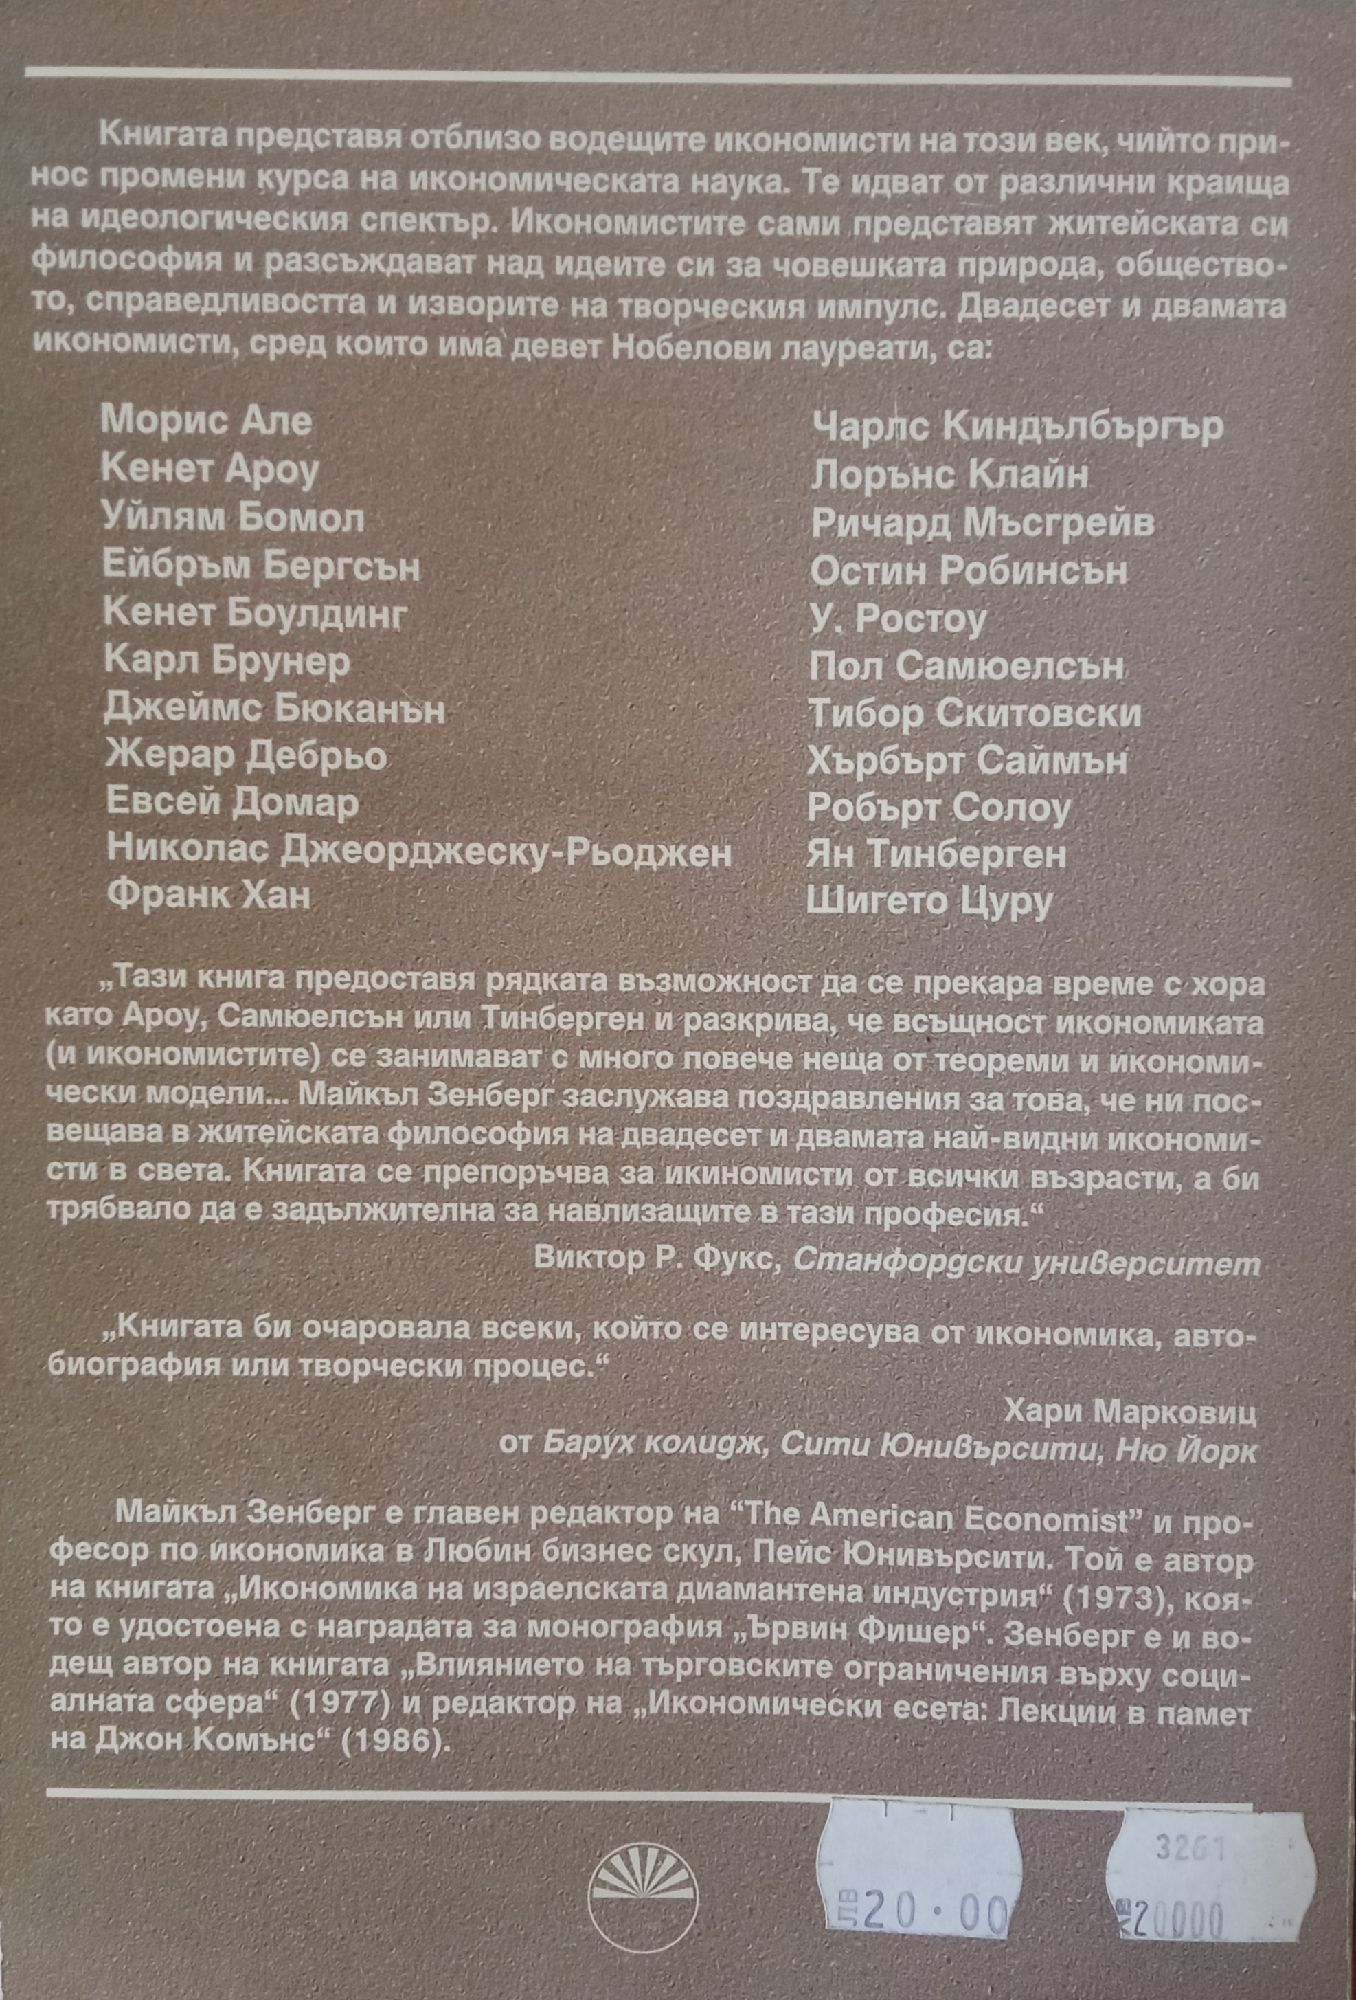 Книгата представя отблизо водещите икономисти на този век, чийто при-
нос промени курса на икономическата наука. Те идват от различни краища
на идеологическия спектър. Икономистите сами представят житейската си
философия и разсъждават над идеите си за човешката природа, общество-
то, справедливостта и изворите на творческия импулс. Двадесет и двамата
икономисти, сред които има девет Нобелови лауреати, са:
Морис Але
Кенет Ароу
Уйлям Бомол
Ейбръм Бергсън
Кенет Боулдинг
Карл Брунер
Джеймс Бюканън
Жерар Дебрьо
Евсей Домар
Николас Джеорджеску-Рьоджен
Франк Хан
Чарлс Киндълбъргър
Лорънс Клайн
Ричард Мъсгрейв
Остин Робинсън
У. Ростоу
Пол Самюелсън
Тибор Скитовски
Хърбърт Саймън
Робърт Солоу
Ян Тинберген
Шигето Цуру
„Тази книга предоставя рядката възможност да се прекара време с хора
като Ароу, Самюелсън или Тинберген и разкрива, че всъщност икономиката
(и икономистите) се занимават с много повече неща от теореми и икономи-
чески модели... Майкъл Зенберг заслужава поздравления за това, че ни пос-
вещава в житейската философия на двадесет и двамата най-видни икономи-
сти в света. Книгата се препоръчва за икиномисти от всички възрасти, а би
трябвало да е задължителна за навлизащите в тази професия.“
Виктор Р. Фукс, Станфордски университет
„Книгата би очаровала всеки, който се интересува от икономика, авто-
биография или творчески процес.“
Хари Марковиц
от Барух колидж, Сити Юнивърсити, Ню Йорк
Майкъл Зенберг е главен редактор на “The American Economist” и про-
фесор по икономика в Любин бизнес скул, Пейс Юнивърсити. Той е автор
на книгата „Икономика на израелската диамантена индустрия“ (1973), коя-
то е удостоена с наградата за монография „Ървин Фишер“. Зенберг е и во-
дещ автор на книгата „Влиянието на търговските ограничения върху соци-
алната сфера“ (1977) и редактор на „Икономически есета: Лекции в памет
на Джон Комънс“ (1986).
ЛВ 20.00
3261
ЛВ 20000